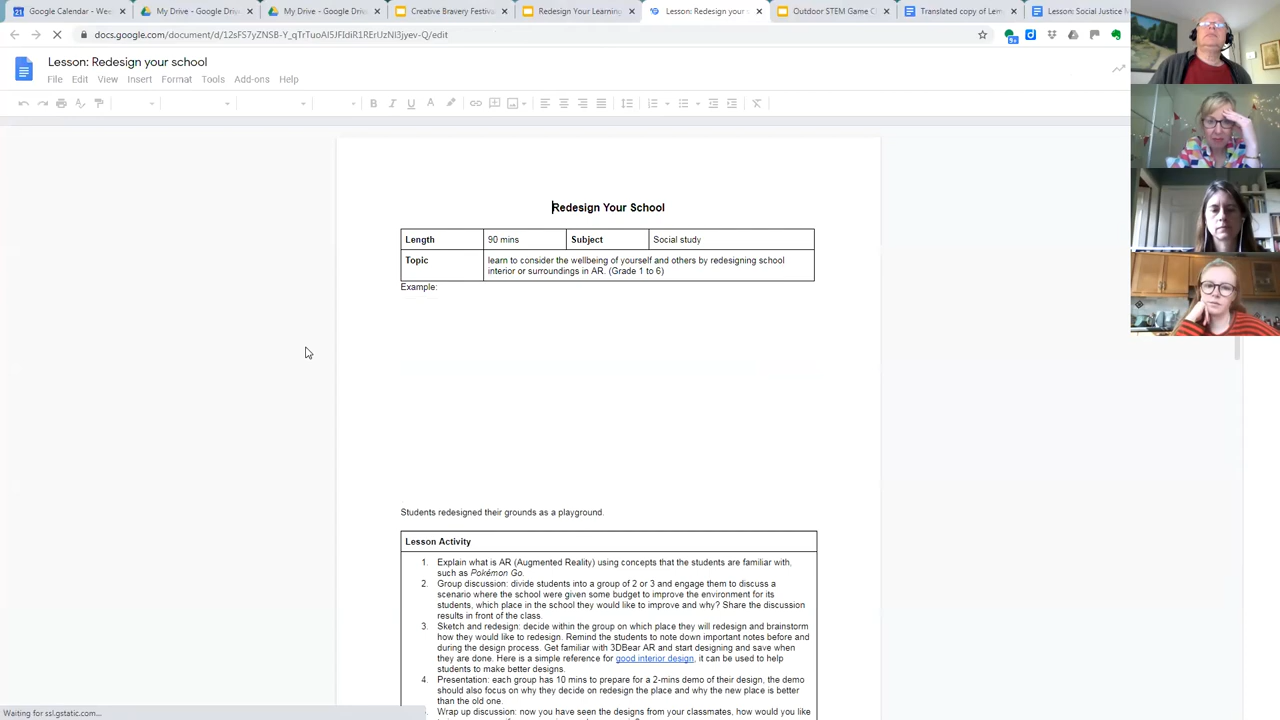 Google Calendar - Wee
My Drive - Google Driv
My Drive - Google Driv
Creative Bravery Festiva
Redesign Your Learning
Lesson: Redesign your
Outdoor STEM Game C
Translated copy of Lem
Lesson: Social Justice M
docs.google.com/document/d/
/edit
Lesson: Redesign your school
File Edit View Insert Format Tools Add-ons Help
Redesign Your School
Length 90 mins Subject Social study
Topic learn to consider the wellbeing of yourself and others by redesigning school
interior or surroundings in AR. (Grade 1 to 6)
Example:
Students redesigned their grounds as a playground.
Lesson Activity
1. Explain what is AR (Augmented Reality) using concepts that the students are familiar with,
such as Pokémon Go.
2. Group discussion: divide students into a group of 2 or 3 and engage them to discuss a
scenario where the school were given some budget to improve the environment for its
students, which place in the school they would like to improve and why? Share the discussion
results in front of the class.
3. Sketch and redesign: decide within the group on which place they will redesign and brainstorm
how they would like to redesign. Remind the students to note down important notes before and
during the design process. Get familiar with 3DBear AR and start designing and save when
they are done. Here is a simple reference for good interior design, it can be used to help
students to make better designs.
4. Presentation: each group has 10 mins to prepare for a 2-mins demo of their design, the demo
should also focus on why they decide on redesign the place and why the new place is better
than the old one.
Wrap up discussion: now you have seen the designs from your classmates, how would you like
Waiting for ssl.gstatic.com...